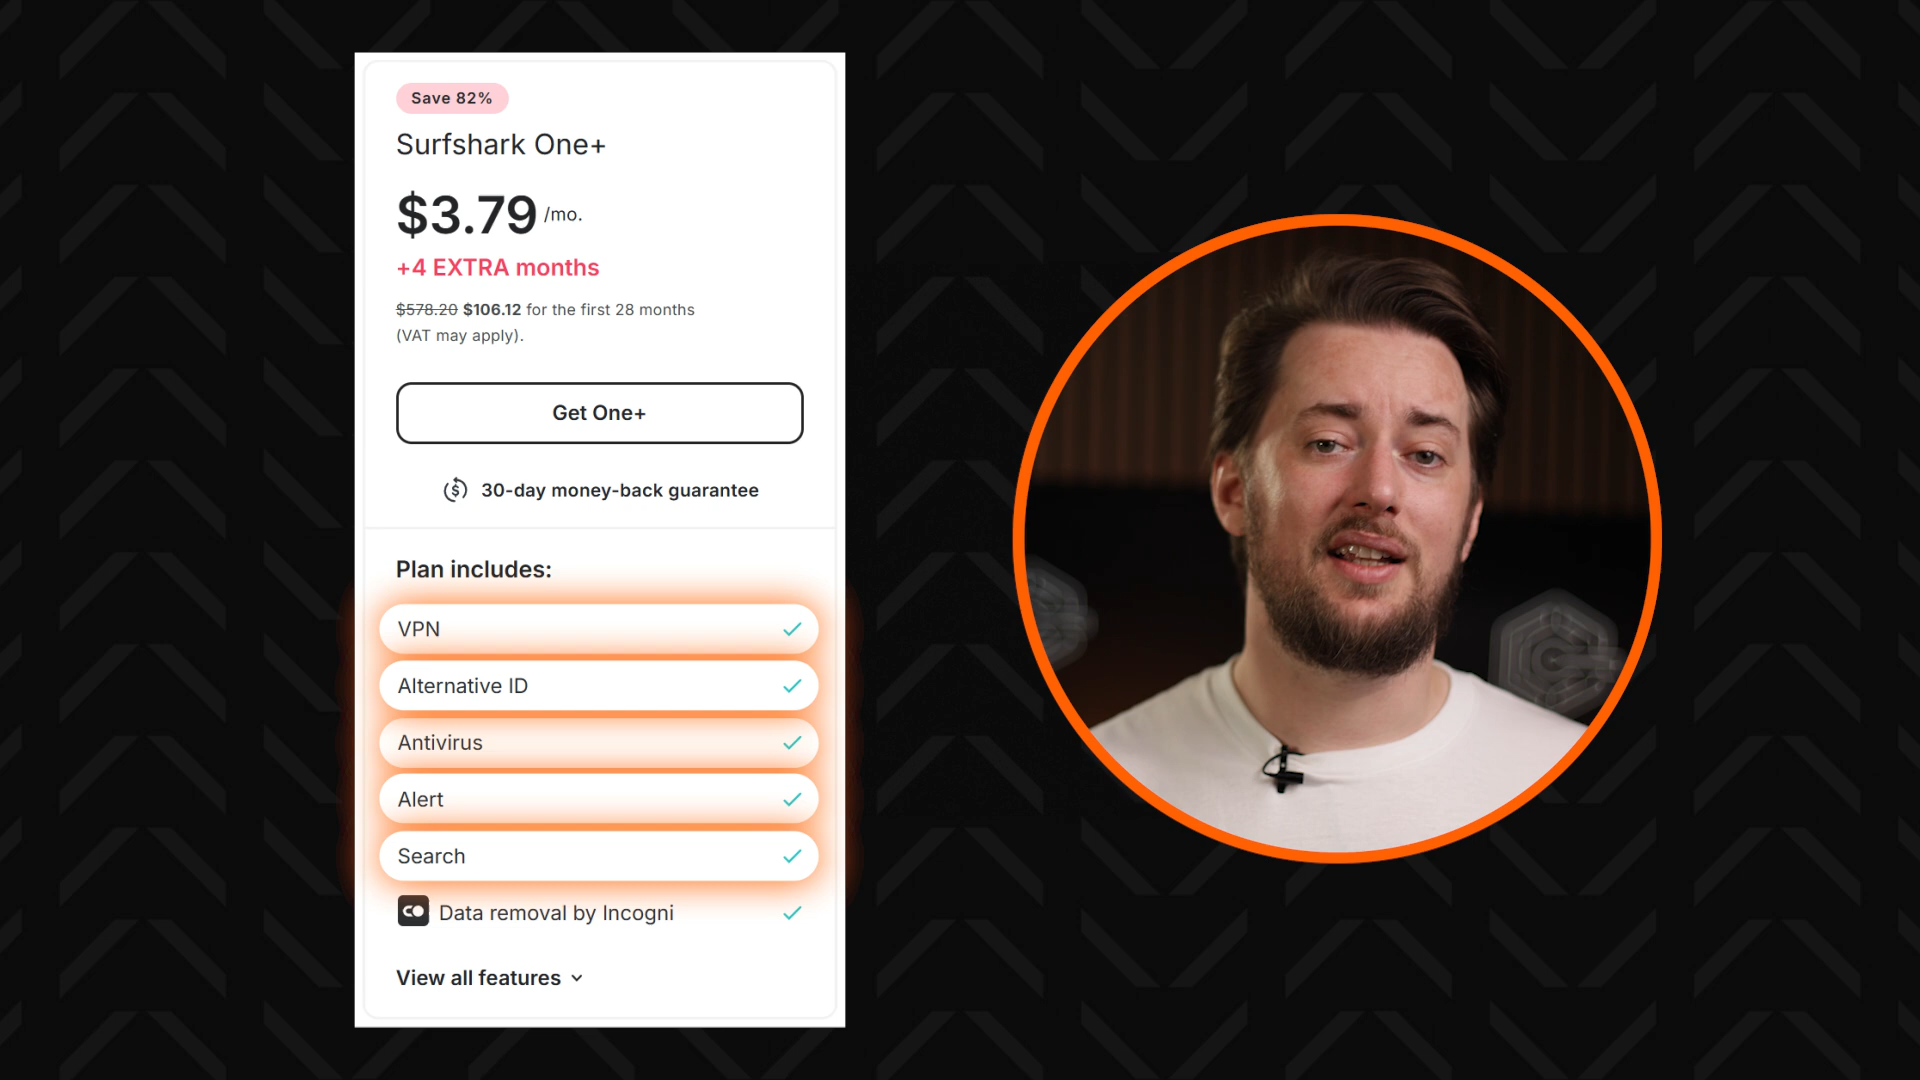 Save 82%
Surfshark One+
$3.79 /mo.
+4 EXTRA months
$578.20 $106.12 for the first 28 months
(VAT may apply).
Get One+
30-day money-back guarantee
Plan includes:
VPN
Alternative ID
Antivirus
Alert
Search
Data removal by Incogni
View all features